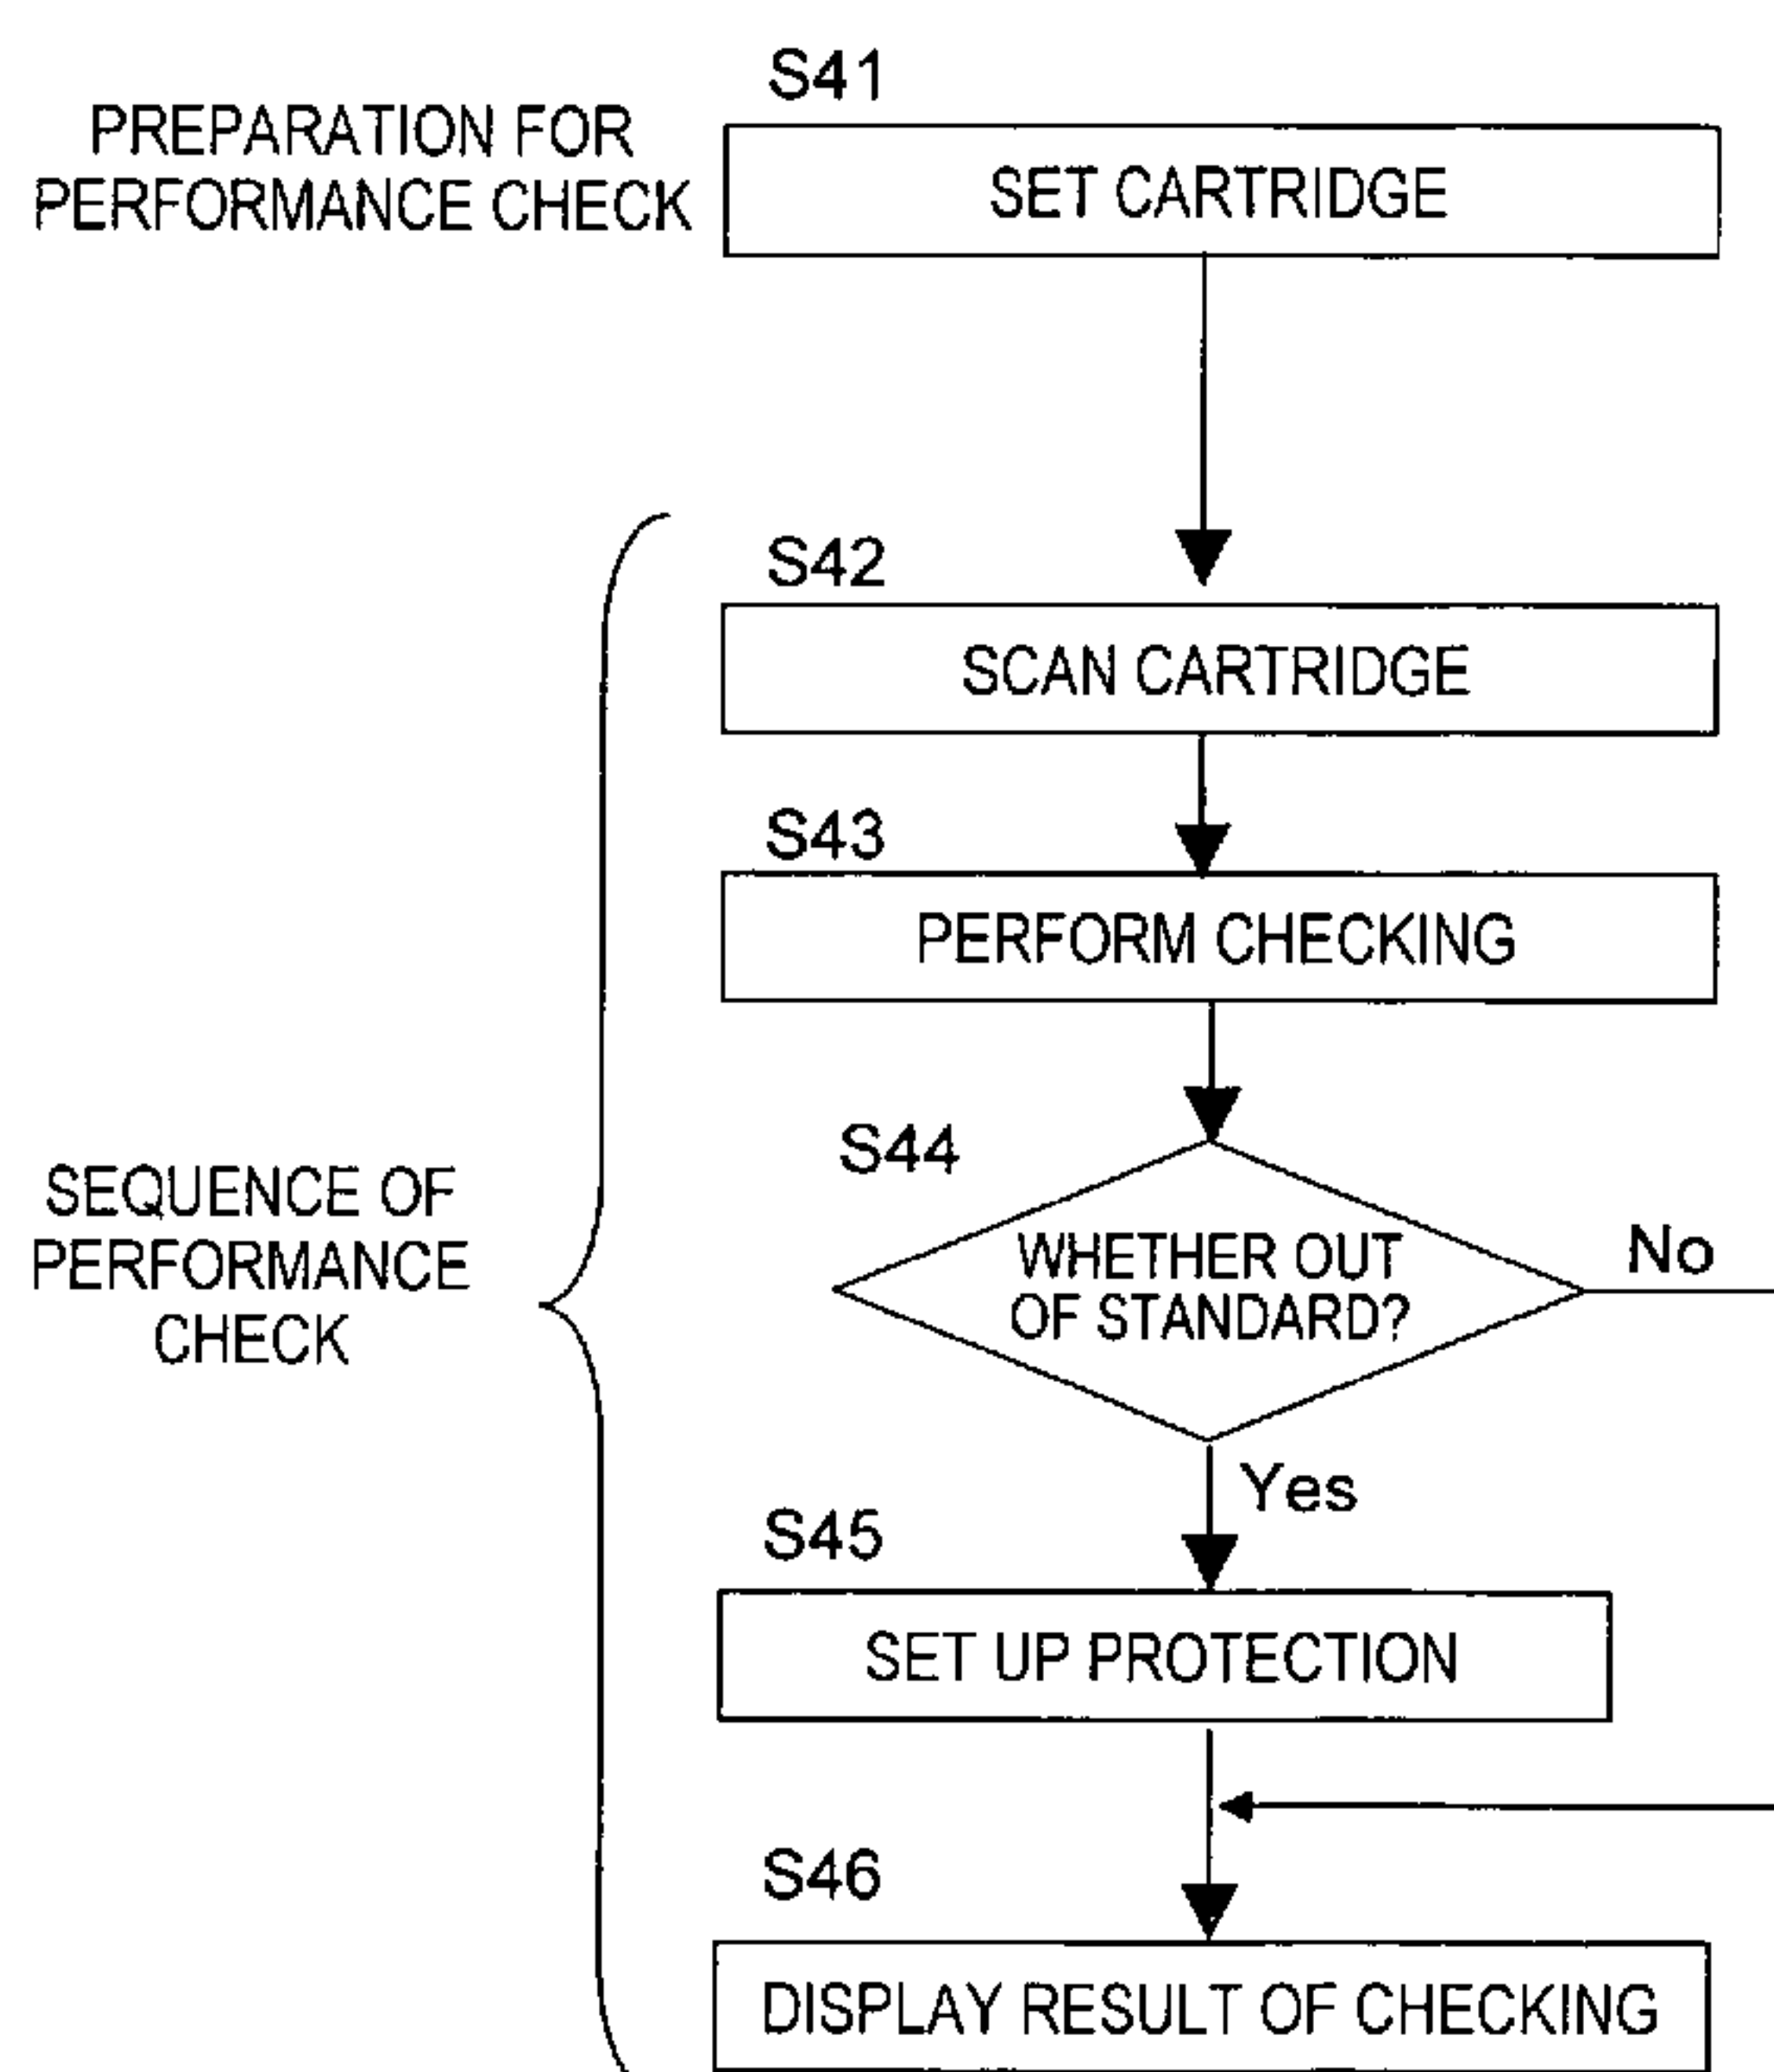 S41
PREPARATION FOR
PERFORMANCE CHECK
SET CARTRIDGE
S42
SCAN CARTRIDGE
S43
PERFORM CHECKING
S44
SEQUENCE OF
PERFORMANCE
CHECK
WHETHER OUT
OF STANDARD?
No
Yes
S45
SET UP PROTECTION
S46
DISPLAY RESULT OF CHECKING